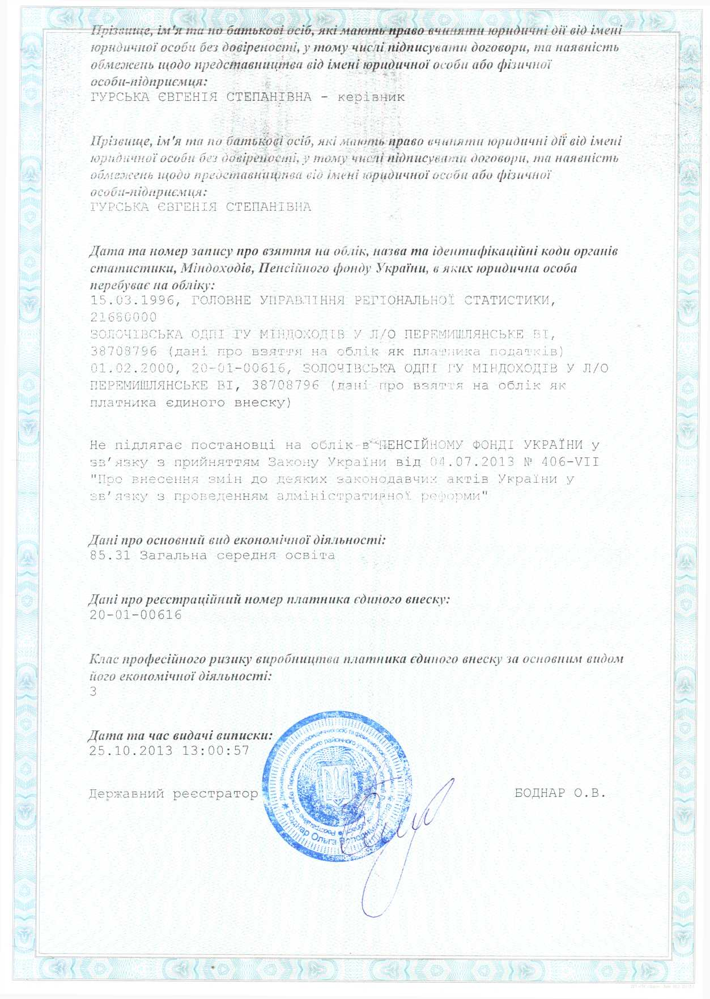 Прізвище, ім'я та по батькові осіб, які мають право вчиняти юридичні дії від імені
юридичної особи без довіреності, у тому числі підписувати договори, та наявність
обмежень щодо представництва від імені юридичної особи або фізичної
особи-підприємця:
ГУРСЬКА ЄВГЕНІЯ СТЕПАНІВНА - керівник
Прізвище, ім'я та по батькові осіб, які мають право вчиняти юридичні дії від імені
юридичної особи без довіреності, у тому числі підписувати договори, та наявність
обмежень щодо представництва від імені юридичної особи або фізичної
особи-підприємця:
ГУРСЬКА ЄВГЕНІЯ СТЕПАНІВНА
Дата та номер запису про взяття на облік, назва та ідентифікаційні коди органів
статистики, Міндоходів, Пенсійного фонду України, в яких юридична особа
перебуває на обліку:
15.03.1996, ГОЛОВНЕ УПРАВЛІННЯ РЕГІОНАЛЬНОЇ СТАТИСТИКИ,
21680000
ЗОЛОЧІВСЬКА ОДПІ ГУ МІНДОХОДІВ У Л/О ПЕРЕМИШЛЯНСЬКЕ ВІ,
38708796 (дані про взяття на облік як платника податків)
01.02.2000, 20-01-00616, ЗОЛОЧІВСЬКА ОДПІ ГУ МІНДОХОДІВ У Л/О
ПЕРЕМИШЛЯНСЬКЕ ВІ, 38708796 (дані про взяття на облік як
платника єдиного внеску)
Не підлягає постановці на облік в ПЕНСІЙНОМУ ФОНДІ УКРАЇНИ у
зв'язку з прийняттям Закону України від 04.07.2013 № 406-VII
"Про внесення змін до деяких законодавчих актів України у
зв'язку з проведенням адміністративної реформи"
Дані про основний вид економічної діяльності:
85.31 Загальна середня освіта
Дані про реєстраційний номер платника єдиного внеску:
20-01-00616
Клас професійного ризику виробництва платника єдиного внеску за основним видом
його економічної діяльності:
3
Дата та час видачі виписки:
25.10.2013 13:00:57
Державний реєстратор БОДНАР О.В.
Державний реєстратор юридичних осіб та фізичних осіб
Перемишлянського районного управління юстиції
Боднар Ольга